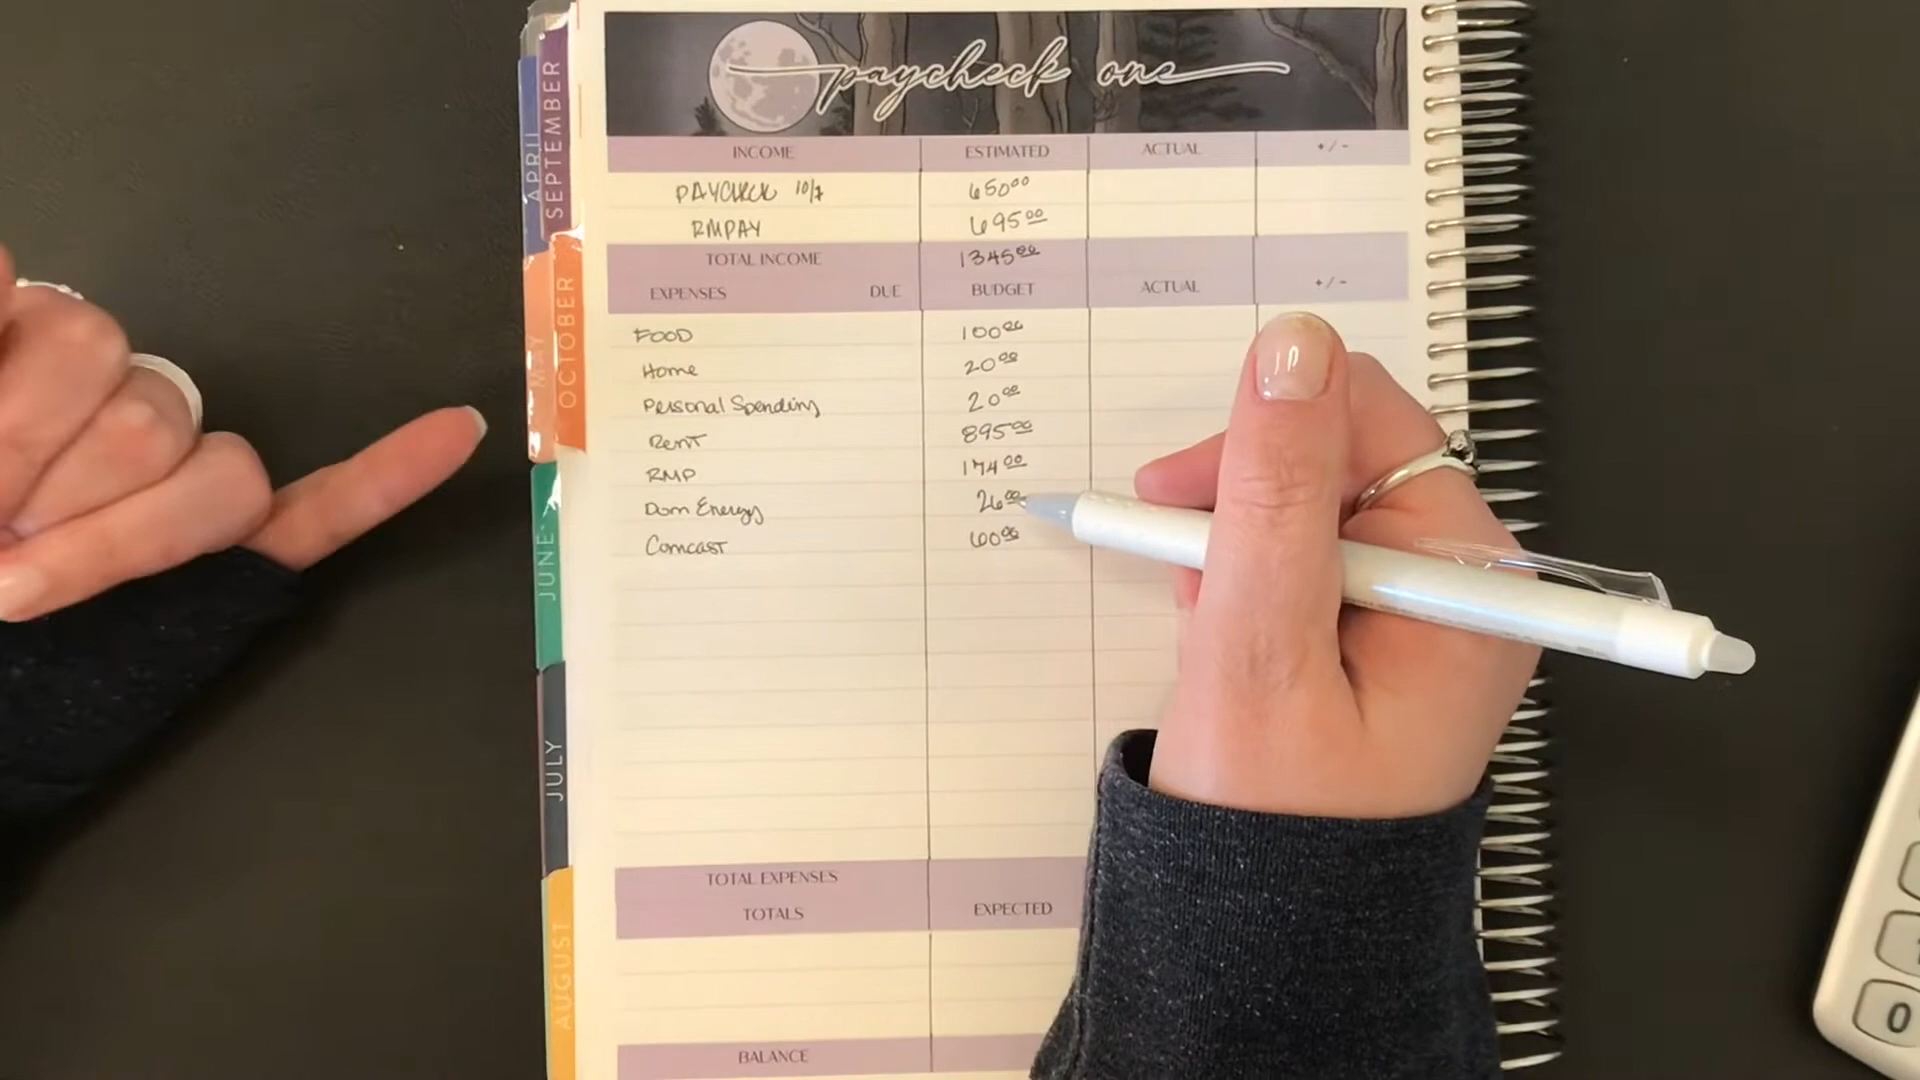 paycheck one
INCOME ESTIMATED ACTUAL +/-
PAYCHECK 10/7 650.00
RMPAY 695.00
TOTAL INCOME 1345.00
EXPENSES DUE BUDGET ACTUAL +/-
FOOD 100.00
Home 20.00
Personal Spending 20.00
Rent 895.00
RMP 174.00
Dom Energy 26.00
Comcast 60.00
TOTAL EXPENSES
TOTALS EXPECTED
BALANCE
APRIL
SEPTEMBER
MAY
OCTOBER
JUNE
JULY
AUGUST
0